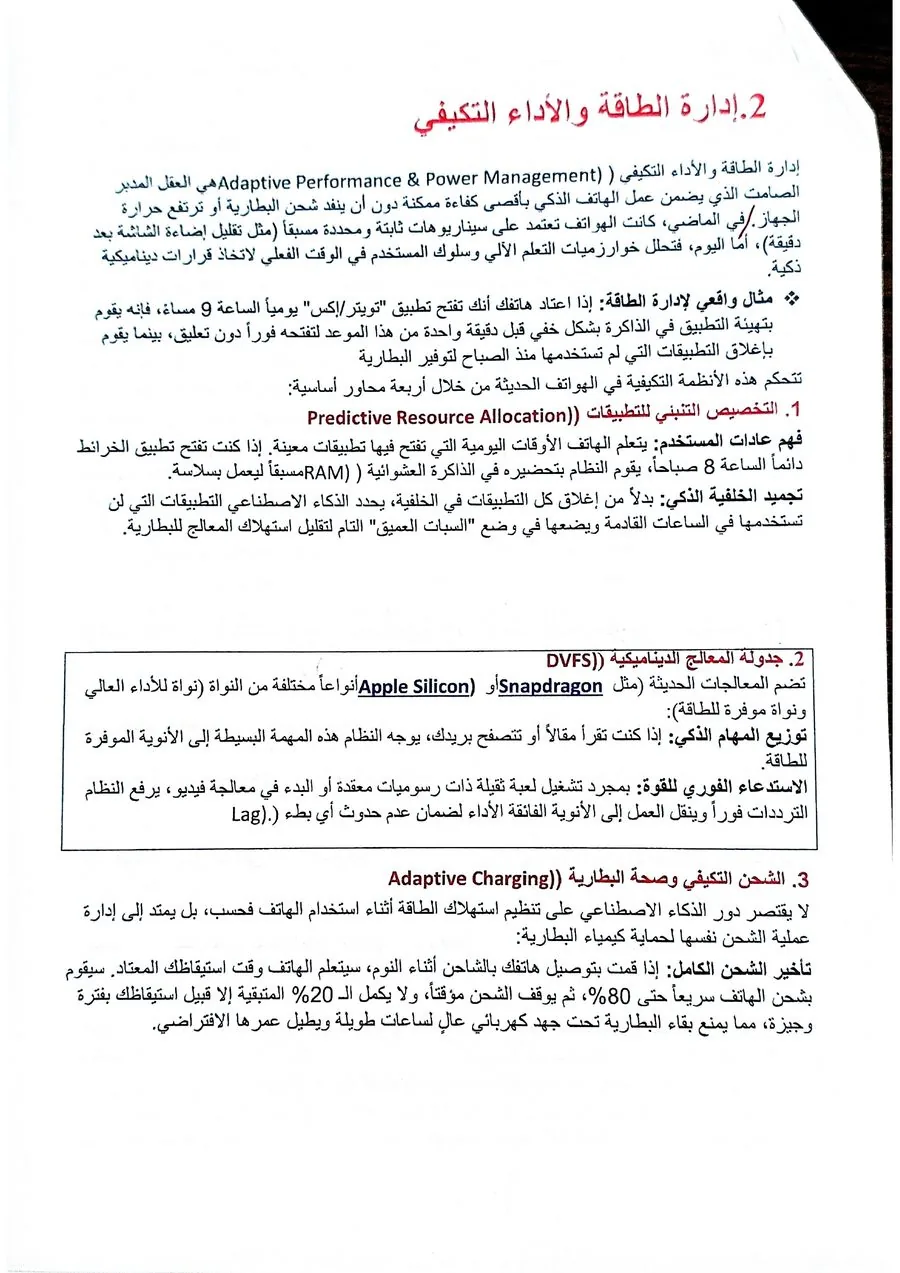 2.إدارة الطاقة والأداء التكيفي
إدارة الطاقة والأداء التكيفي ( (Adaptive Performance & Power Managementهي العقل المدبر
الصامت الذي يضمن عمل الهاتف الذكي بأقصى كفاءة ممكنة دون أن ينفد شحن البطارية أو ترتفع حرارة
الجهاز./في الماضي، كانت الهواتف تعتمد على سيناريوهات ثابتة ومحددة مسبقاً (مثل تقليل إضاءة الشاشة بعد
دقيقة)، أما اليوم، فتحلل خوارزميات التعلم الآلي وسلوك المستخدم في الوقت الفعلي لاتخاذ قرارات ديناميكية
ذكية.
❖ مثال واقعي لإدارة الطاقة: إذا اعتاد هاتفك أنك تفتح تطبيق "تويتر/إكس" يومياً الساعة 9 مساءً، فإنه يقوم
بتهيئة التطبيق في الذاكرة بشكل خفي قبل دقيقة واحدة من هذا الموعد لتفتحه فوراً دون تعليق، بينما يقوم
بإغلاق التطبيقات التي لم تستخدمها منذ الصباح لتوفير البطارية
تتحكم هذه الأنظمة التكيفية في الهواتف الحديثة من خلال أربعة محاور أساسية:
1. التخصيص التنبني للتطبيقات ((Predictive Resource Allocation
فهم عادات المستخدم: يتعلم الهاتف الأوقات اليومية التي تفتح فيها تطبيقات معينة. إذا كنت تفتح تطبيق الخرائط
دائماً الساعة 8 صباحاً، يقوم النظام بتحضيره في الذاكرة العشوائية ( (RAMمسبقاً ليعمل بسلاسة.
تجميد الخلفية الذكي: بدلاً من إغلاق كل التطبيقات في الخلفية، يحدد الذكاء الاصطناعي التطبيقات التي لن
تستخدمها في الساعات القادمة ويضعها في وضع "السبات العميق" التام لتقليل استهلاك المعالج للبطارية.
2. جدولة المعالج الديناميكية ((DVFS
تضم المعالجات الحديثة (مثل Snapdragonأو (Apple Siliconأنواعاً مختلفة من النواة (نواة للأداء العالي
ونواة موفرة للطاقة):
توزيع المهام الذكي: إذا كنت تقرأ مقالاً أو تتصفح بريدك، يوجه النظام هذه المهمة البسيطة إلى الأنوية الموفرة
للطاقة.
الاستدعاء الفوري للقوة: بمجرد تشغيل لعبة ثقيلة ذات رسوميات معقدة أو البدء في معالجة فيديو، يرفع النظام
الترددات فوراً وينقل العمل إلى الأنوية الفائقة الأداء لضمان عدم حدوث أي بطء (.(Lag
3. الشحن التكيفي وصحة البطارية ((Adaptive Charging
لا يقتصر دور الذكاء الاصطناعي على تنظيم استهلاك الطاقة أثناء استخدام الهاتف فحسب، بل يمتد إلى إدارة
عملية الشحن نفسها لحماية كيمياء البطارية:
تأخير الشحن الكامل: إذا قمت بتوصيل هاتفك بالشاحن أثناء النوم، سيتعلم الهاتف وقت استيقاظك المعتاد. سيقوم
بشحن الهاتف سريعاً حتى 80%، ثم يوقف الشحن مؤقتاً، ولا يكمل الـ 20% المتبقية إلا قبيل استيقاظك بفترة
وجيزة، مما يمنع بقاء البطارية تحت جهد كهربائي عالٍ لساعات طويلة ويطيل عمرها الافتراضي.